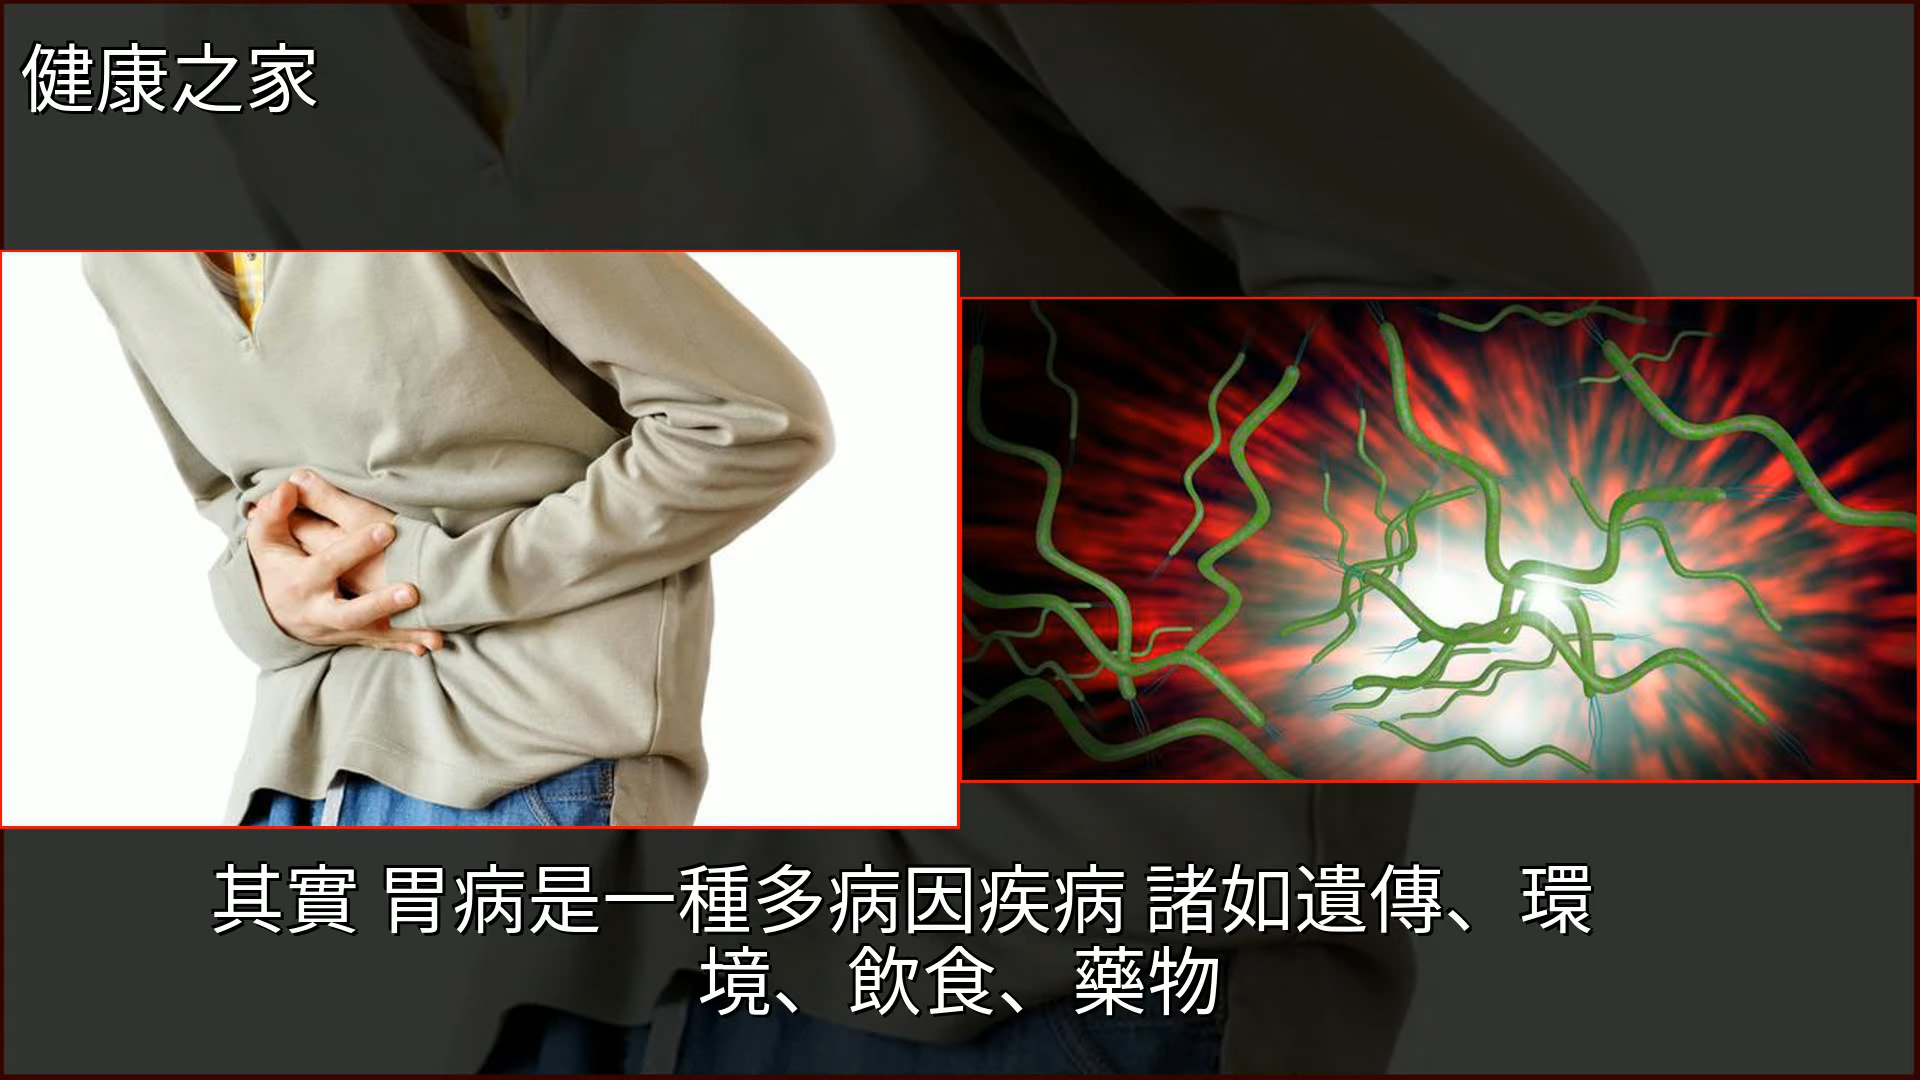 健康之家
其實 胃病是一種多病因疾病 諸如遺傳、環
境、飲食、藥物